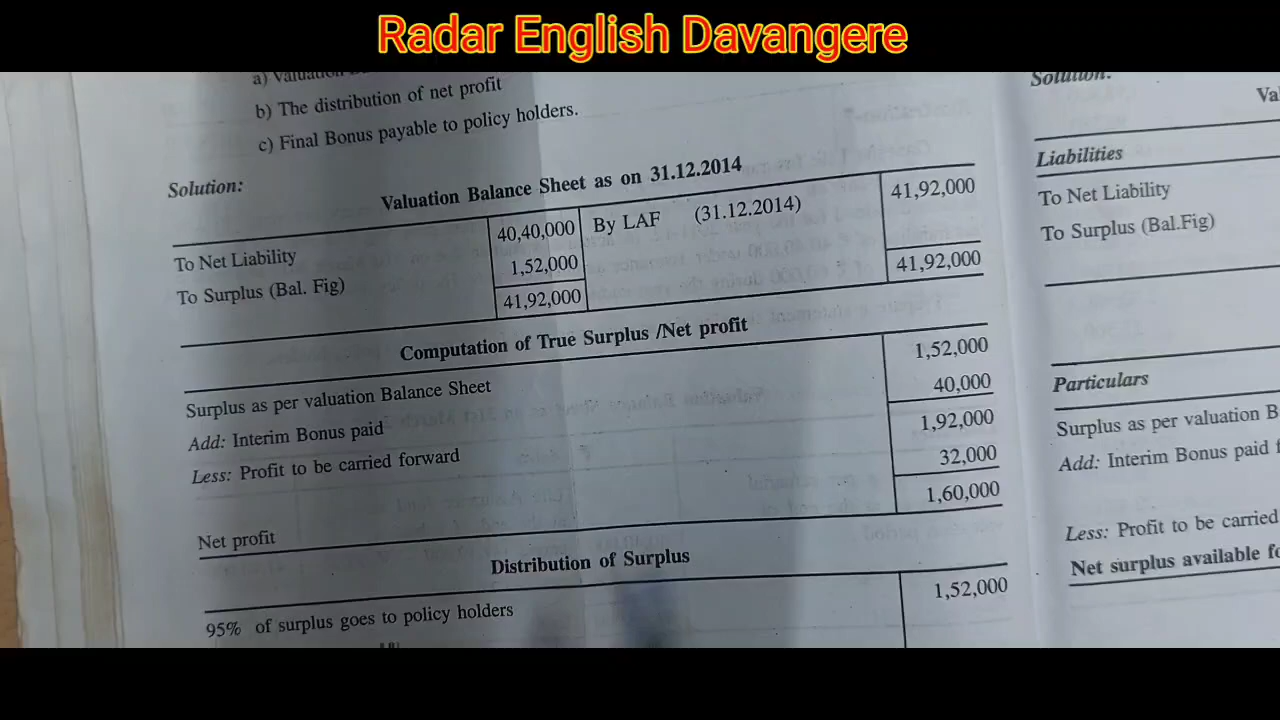 Radar English Davangere
a) Valuation
b) The distribution of net profit
c) Final Bonus payable to policy holders.
Solution:
Valuation Balance Sheet as on 31.12.2014
To Net Liability 40,40,000 By LAF (31.12.2014) 41,92,000
To Surplus (Bal. Fig) 1,52,000
41,92,000 41,92,000
Computation of True Surplus /Net profit
Surplus as per valuation Balance Sheet 1,52,000
Add: Interim Bonus paid 40,000
1,92,000
Less: Profit to be carried forward 32,000
1,60,000
Net profit
Distribution of Surplus
95% of surplus goes to policy holders 1,52,000
Solution:
Va
Liabilities
To Net Liability
To Surplus (Bal.Fig)
Particulars
Surplus as per valuation B
Add: Interim Bonus paid f
Less: Profit to be carried
Net surplus available fo